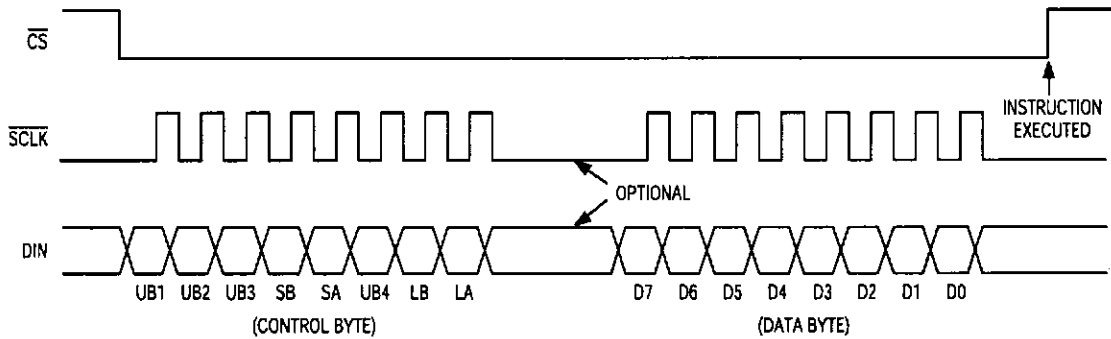 CS
INSTRUCTION
EXECUTED
SCLK
OPTIONAL
DIN
UB1 UB2 UB3 SB SA UB4 LB LA D7 D6 D5 D4 D3 D2 D1 D0
(CONTROL BYTE) (DATA BYTE)